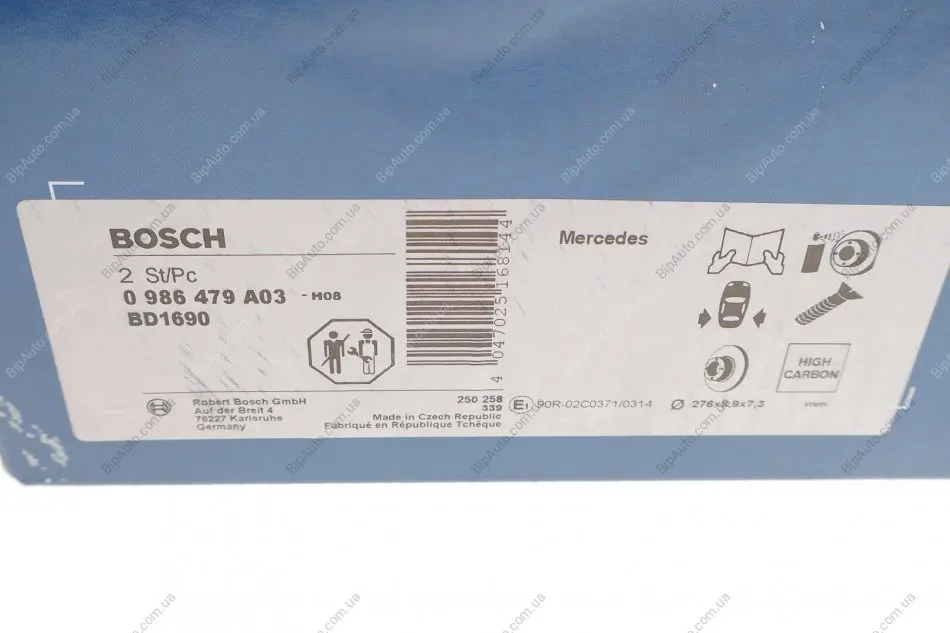 BOSCH
2 St/Pc
0 986 479 A03 - H08
BD1690
4 047025 168144
Mercedes
HIGH
CARBON
Robert Bosch GmbH
Auf der Breit 4
76227 Karlsruhe
Germany
250 258
339
Made in Czech Republic
Fabriqué en République Tchèque
E1 90R-02C0371/0314
Ø 276x8,9x7,3
mm
BipAuto.com.ua